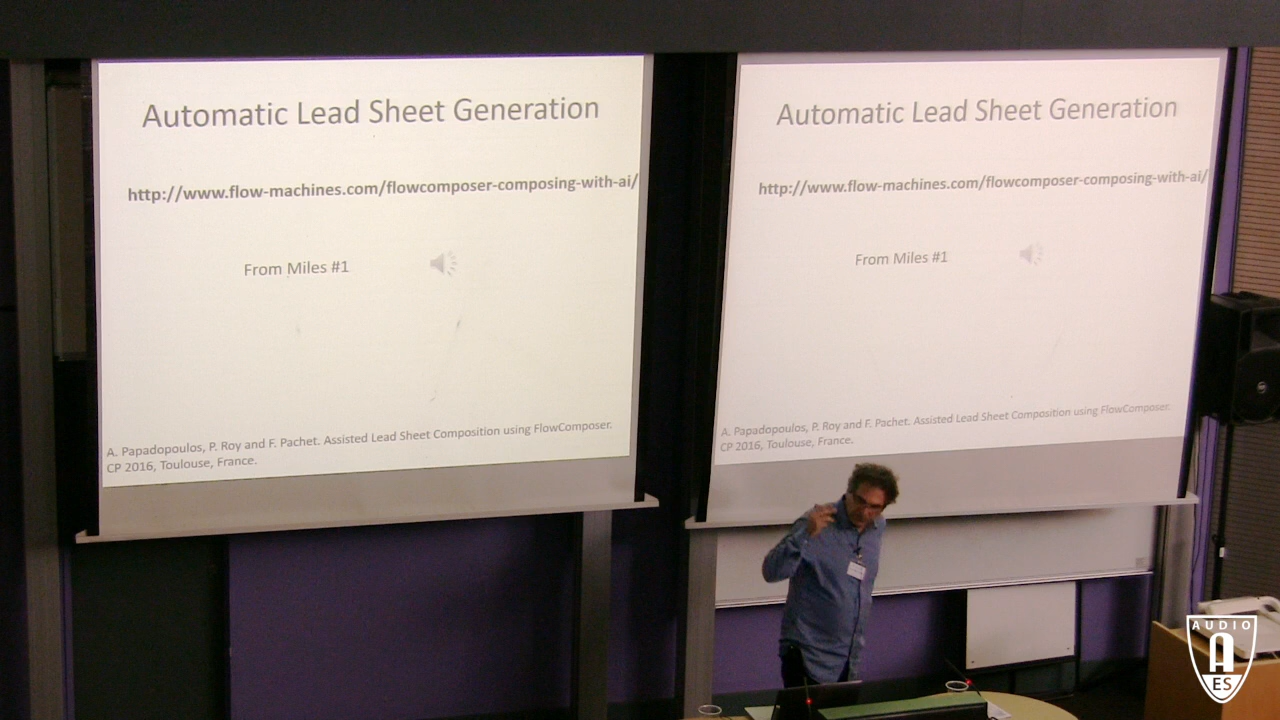 Automatic Lead Sheet Generation
http://www.flow-machines.com/flowcomposer-composing-with-ai/
From Miles #1
A. Papadopoulos, P. Roy and F. Pachet. Assisted Lead Sheet Composition using FlowComposer.
CP 2016, Toulouse, France.
Automatic Lead Sheet Generation
http://www.flow-machines.com/flowcomposer-composing-with-ai/
From Miles #1
A. Papadopoulos, P. Roy and F. Pachet. Assisted Lead Sheet Composition using FlowComposer.
CP 2016, Toulouse, France.
AUDIO
A
ES